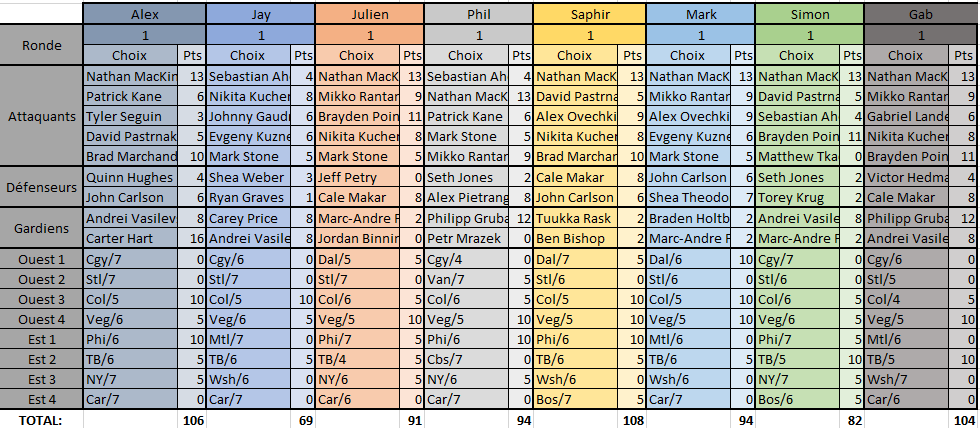 Alex Jay Julien Phil Saphir Mark Simon Gab
Ronde 1 1 1 1 1 1 1 1
Choix Pts Choix Pts Choix Pts Choix Pts Choix Pts Choix Pts Choix Pts Choix Pts
Attaquants
Nathan MacKin 13 Sebastian Ah 4 Nathan MacK 13 Sebastian Ah 4 Nathan MacK 13 Nathan MacK 13 Nathan MacK 13 Nathan MacK 13
Patrick Kane 6 Nikita Kucher 8 Mikko Rantar 9 Nathan MacK 13 David Pastrna 5 Mikko Rantar 9 David Pastrna 5 Mikko Rantar 9
Tyler Seguin 3 Johnny Gaudi 6 Brayden Poin 11 Patrick Kane 6 Alex Ovechki 9 Alex Ovechki 9 Sebastian Ah 4 Gabriel Lande 6
David Pastrnak 5 Evgeny Kuzne 6 Nikita Kucher 8 Mark Stone 5 Nikita Kucher 8 Evgeny Kuzne 6 Brayden Poin 11 Nikita Kucher 8
Brad Marchand 10 Mark Stone 5 Mark Stone 5 Mikko Rantar 9 Brad Marchar 10 Mark Stone 5 Matthew Tka 0 Brayden Poin 11
Défenseurs
Quinn Hughes 4 Shea Weber 3 Jeff Petry 0 Seth Jones 2 Cale Makar 8 John Carlson 6 Seth Jones 2 Victor Hedma 4
John Carlson 6 Ryan Graves 1 Cale Makar 8 Alex Pietrang 8 John Carlson 6 Shea Theodo 7 Torey Krug 2 Cale Makar 8
Gardiens
Andrei Vasilev 8 Carey Price 8 Marc-Andre F 2 Philipp Gruba 12 Tuukka Rask 2 Braden Holtb 2 Andrei Vasilev 8 Philipp Gruba 12
Carter Hart 16 Andrei Vasile 8 Jordan Binnin 0 Petr Mrazek 0 Ben Bishop 2 Marc-Andre F 2 Marc-Andre F 2 Andrei Vasile 8
Ouest 1 Cgy/7 0 Cgy/6 0 Dal/5 5 Cgy/4 0 Dal/7 5 Dal/6 10 Cgy/7 0 Cgy/6 0
Ouest 2 Stl/7 0 Stl/7 0 Stl/7 0 Van/7 5 Stl/6 0 Stl/6 0 Stl/7 0 Stl/5 0
Ouest 3 Col/5 10 Col/5 10 Col/6 5 Col/6 5 Col/5 10 Col/5 10 Col/6 5 Col/4 5
Ouest 4 Veg/6 5 Veg/6 5 Veg/5 10 Veg/5 10 Veg/5 10 Veg/5 10 Veg/6 5 Veg/5 10
Est 1 Phi/6 10 Mtl/7 0 Phi/7 5 Phi/6 10 Phi/6 10 Mtl/6 0 Phi/7 5 Mtl/6 0
Est 2 TB/6 5 TB/6 5 TB/4 5 Cbs/7 0 TB/6 5 TB/6 5 TB/5 10 TB/5 10
Est 3 NY/7 5 Wsh/6 0 NY/6 5 NY/6 5 Wsh/6 0 Wsh/6 0 NY/7 5 Wsh/7 0
Est 4 Car/7 0 Car/7 0 Car/6 0 Car/7 0 Bos/7 5 Car/7 0 Bos/6 5 Car/6 0
TOTAL: 106 69 91 94 108 94 82 104